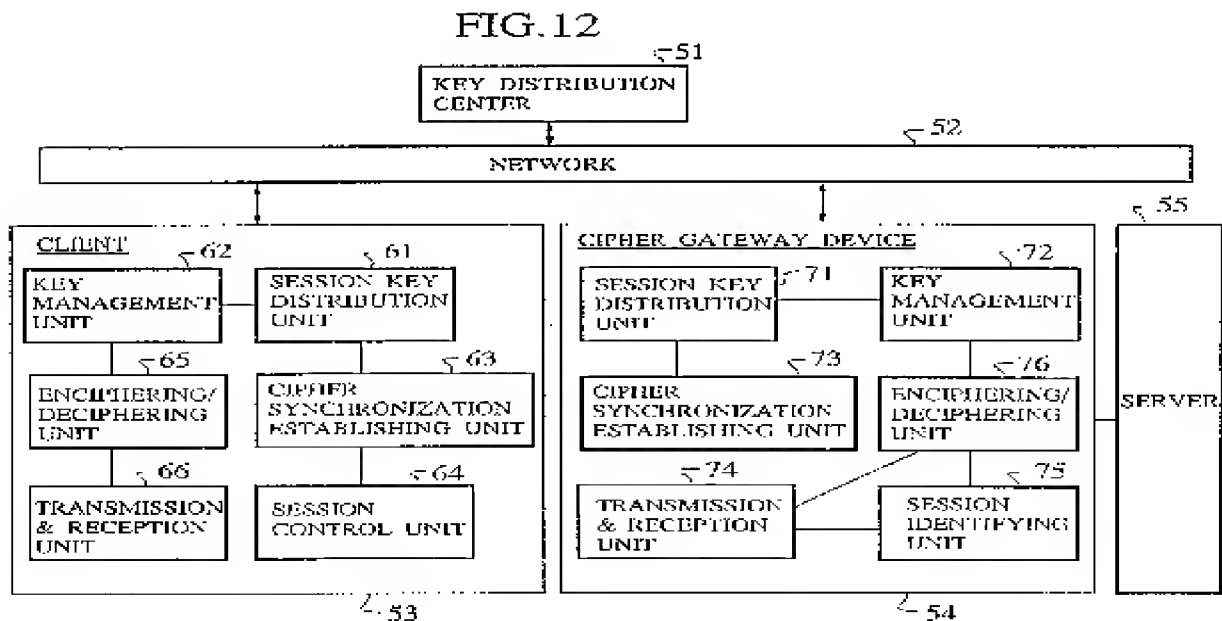 FIG.12
51
KEY DISTRIBUTION
CENTER
52
NETWORK
55
CLIENT
62
61
KEY
MANAGEMENT
UNIT
SESSION KEY
DISTRIBUTION
UNIT
65
63
ENCIPHERING/
DECIPHERING
UNIT
CIPHER
SYNCHRONIZATION
ESTABLISHING UNIT
66
64
TRANSMISSION
& RECEPTION
UNIT
SESSION
CONTROL UNIT
53
CIPHER GATEWAY DEVICE
72
71
SESSION KEY
DISTRIBUTION
UNIT
KEY
MANAGEMENT
UNIT
73
76
CIPHER
SYNCHRONIZATION
ESTABLISHING UNIT
ENCIPHERING/
DECIPHERING
UNIT
74
75
TRANSMISSION
& RECEPTION
UNIT
SESSION
IDENTIFYING
UNIT
54
SERVER